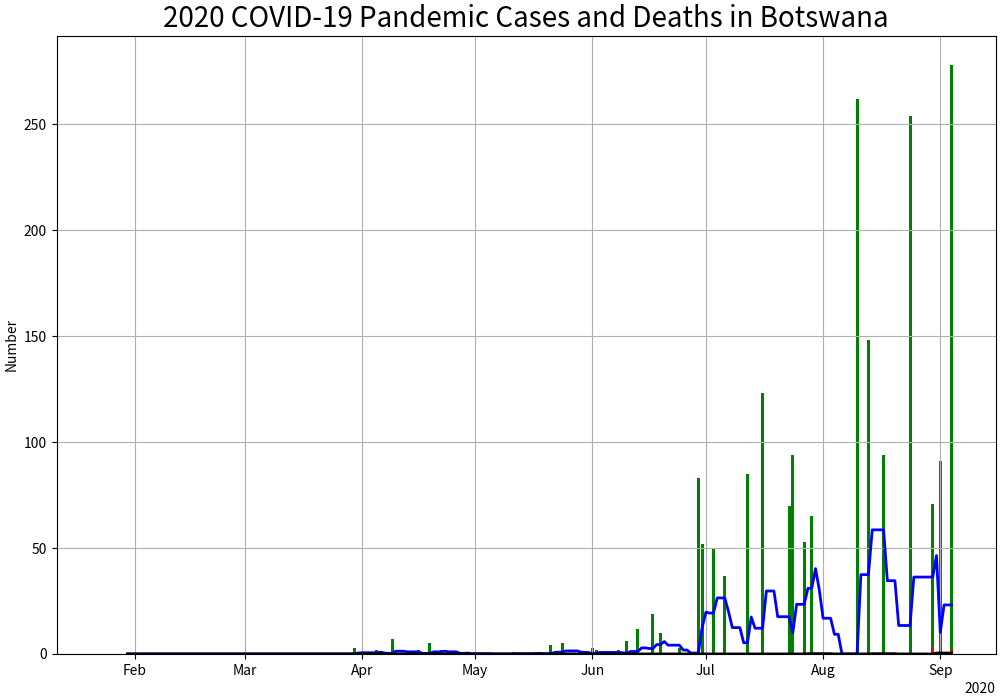 2020 COVID-19 Pandemic Cases and Deaths in Botswana
Number
250
200
150
100
50
0
Feb Mar Apr May Jun Jul Aug Sep
2020